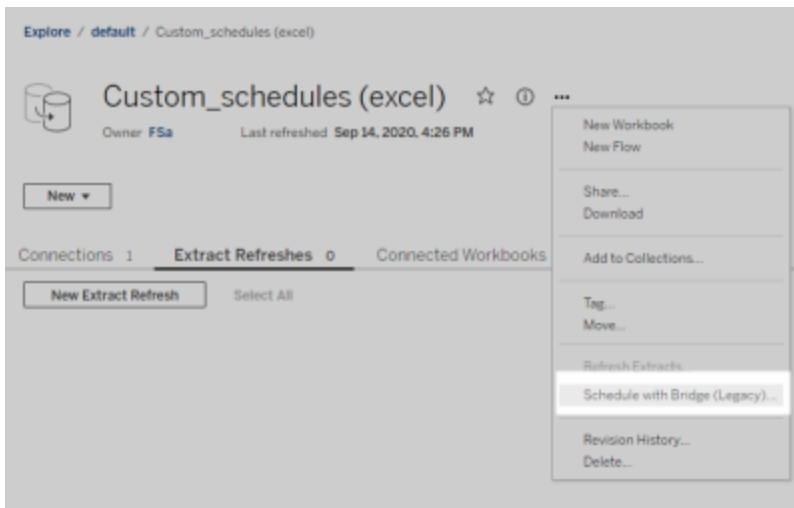 Explore / default / Custom_schedules (excel)
Custom_schedules (excel)
Owner FSa Last refreshed Sep 14, 2020, 4:26 PM
New
Connections 1 Extract Refreshes 0 Connected Workbooks
New Extract Refresh Select All
New Workbook
New Flow
Share...
Download
Add to Collections...
Tag...
Move...
Refresh Extracts...
Schedule with Bridge (Legacy)...
Revision History...
Delete...